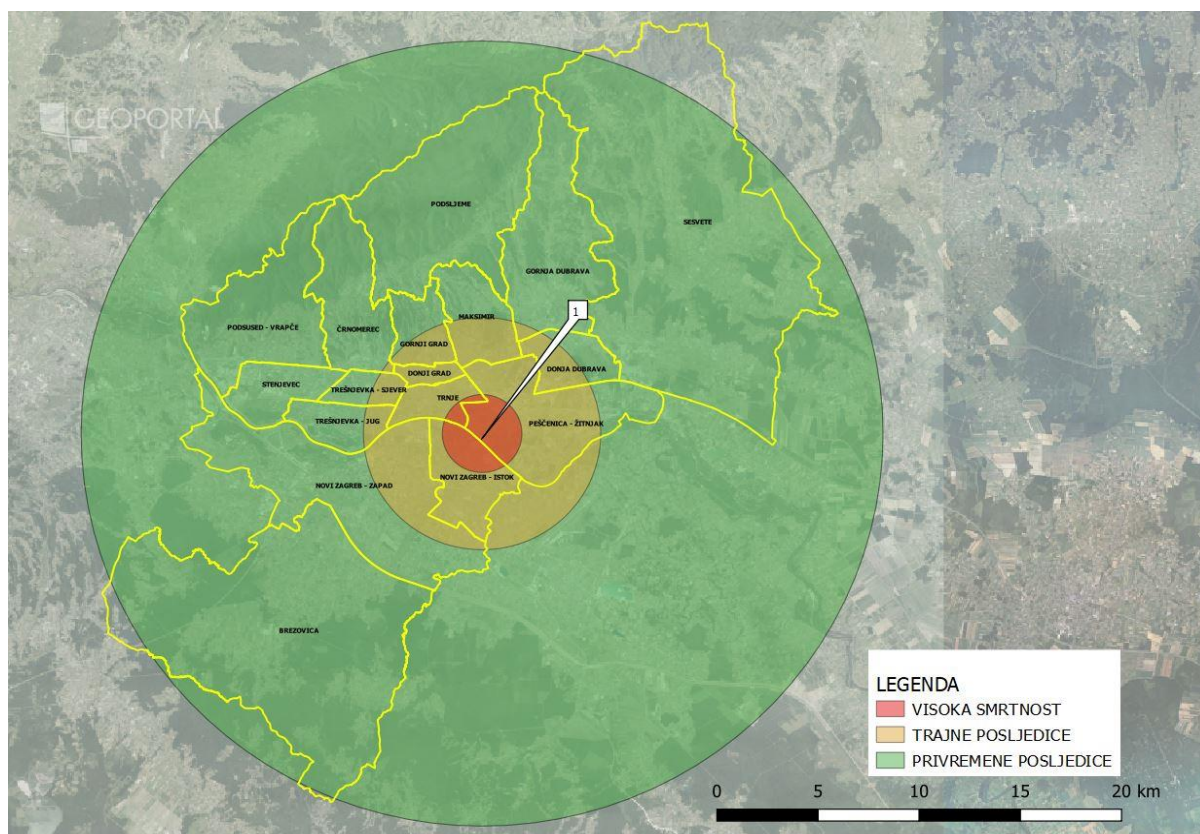 GEOPORTAL
PODSLJEME
SESVETE
GORNJA DUBRAVA
1
MAKSIMIR
PODSUSED - VRAPČE
ČRNOMEREC
GORNJI GRAD
DONJI GRAD
DONJA DUBRAVA
STENJEVEC
TREŠNJEVKA - SJEVER
TRNJE
TREŠNJEVKA - JUG
PEŠČENICA - ŽITNJAK
NOVI ZAGREB - ISTOK
NOVI ZAGREB - ZAPAD
BREZOVICA
LEGENDA
VISOKA SMRTNOST
TRAJNE POSLJEDICE
PRIVREMENE POSLJEDICE
0 5 10 15 20 km